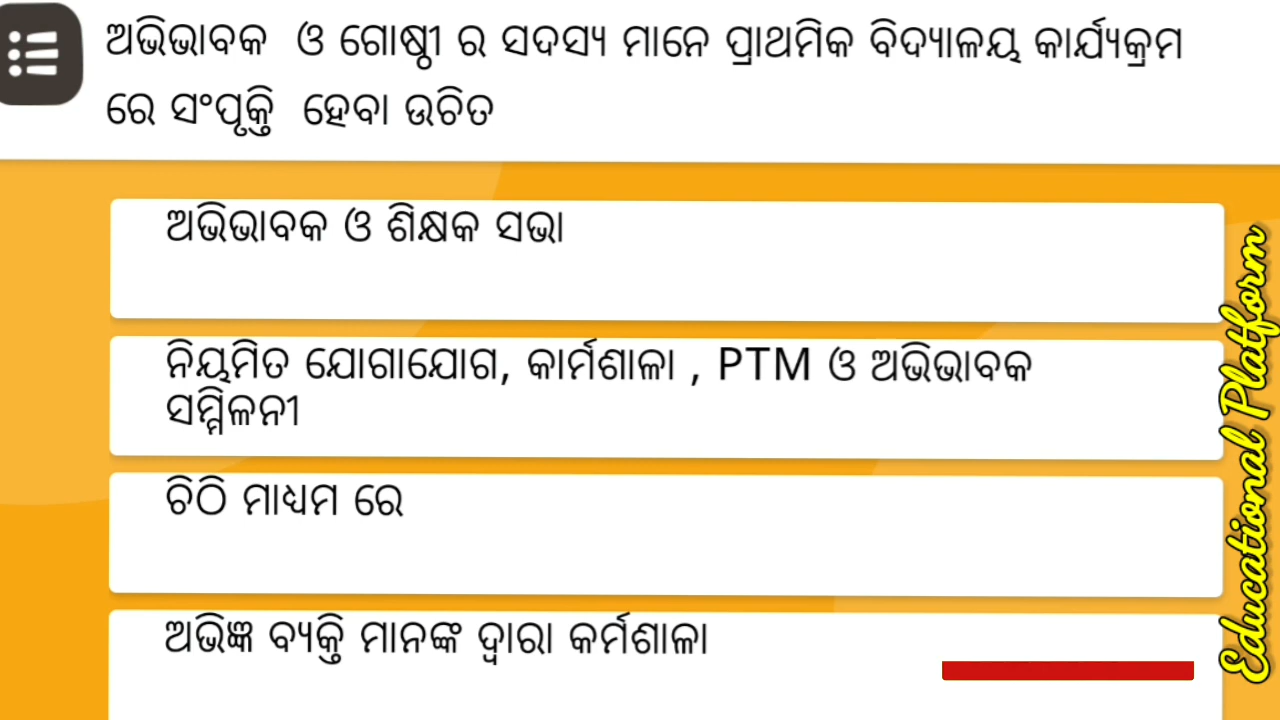 ଅଭିଭାବକ ଓ ଗୋଷ୍ଠୀ ର ସଦସ୍ୟ ମାନେ ପ୍ରାଥମିକ ବିଦ୍ୟାଳୟ କାର୍ଯ୍ୟକ୍ରମ
ରେ ସଂପୃକ୍ତି ହେବା ଉଚିତ
ଅଭିଭାବକ ଓ ଶିକ୍ଷକ ସଭା
ନିୟମିତ ଯୋଗାଯୋଗ, କାର୍ମଶାଳା , PTM ଓ ଅଭିଭାବକ
ସମ୍ମିଳନୀ
ଚିଠି ମାଧ୍ୟମ ରେ
ଅଭିଜ୍ଞ ବ୍ୟକ୍ତି ମାନଙ୍କ ଦ୍ୱାରା କର୍ମଶାଳା
Educational Platform